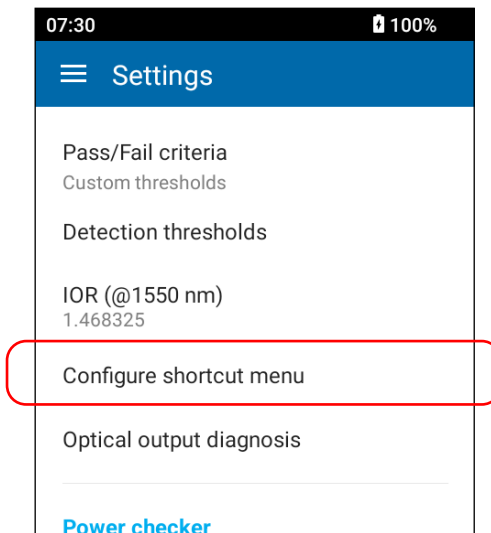 07:30 100%
Settings
Pass/Fail criteria
Custom thresholds
Detection thresholds
IOR (@1550 nm)
1.468325
Configure shortcut menu
Optical output diagnosis
Power checker